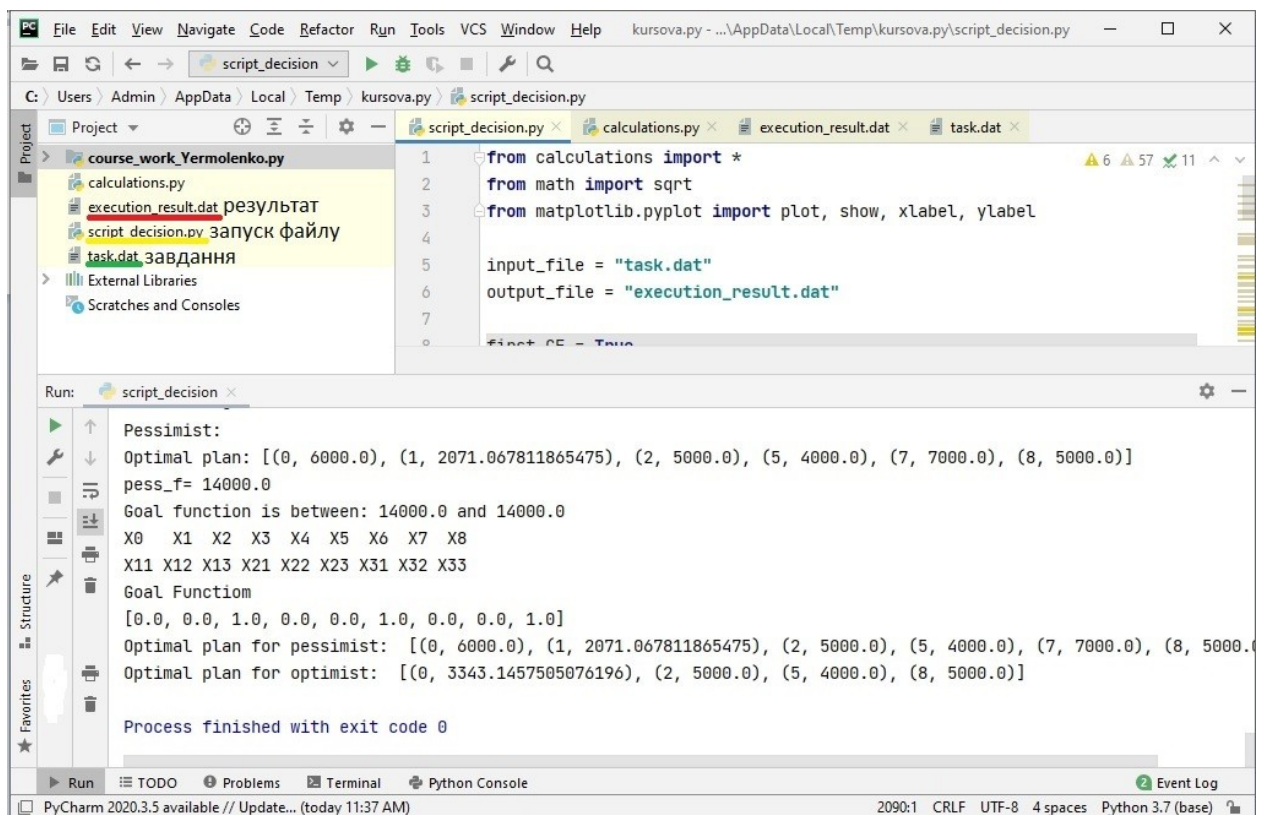 PC File Edit View Navigate Code Refactor Run Tools VCS Window Help kursova.py - ...\AppData\Local\Temp\kursova.py\script_decision.py
script_decision
C: Users Admin AppData Local Temp kursova.py script_decision.py
Project
script_decision.py calculations.py execution_result.dat task.dat
Project
course_work_Yermolenko.py
calculations.py
execution_result.dat результат
script_decision.py запуск файлу
task.dat завдання
External Libraries
Scratches and Consoles
1 from calculations import *
2 from math import sqrt
3 from matplotlib.pyplot import plot, show, xlabel, ylabel
4
5 input_file = "task.dat"
6 output_file = "execution_result.dat"
7
8 first_GF = True
6 57 11
Run: script_decision
Pessimist:
Optimal plan: [(0, 6000.0), (1, 2071.067811865475), (2, 5000.0), (5, 4000.0), (7, 7000.0), (8, 5000.0)]
pess_f= 14000.0
Goal function is between: 14000.0 and 14000.0
X0 X1 X2 X3 X4 X5 X6 X7 X8
X11 X12 X13 X21 X22 X23 X31 X32 X33
Goal Functiom
[0.0, 0.0, 1.0, 0.0, 0.0, 1.0, 0.0, 0.0, 1.0]
Optimal plan for pessimist: [(0, 6000.0), (1, 2071.067811865475), (2, 5000.0), (5, 4000.0), (7, 7000.0), (8, 5000.
Optimal plan for optimist: [(0, 3343.1457505076196), (2, 5000.0), (5, 4000.0), (8, 5000.0)]
Process finished with exit code 0
Structure
Favorites
Run TODO Problems Terminal Python Console 2 Event Log
PyCharm 2020.3.5 available // Update... (today 11:37 AM) 2090:1 CRLF UTF-8 4 spaces Python 3.7 (base)